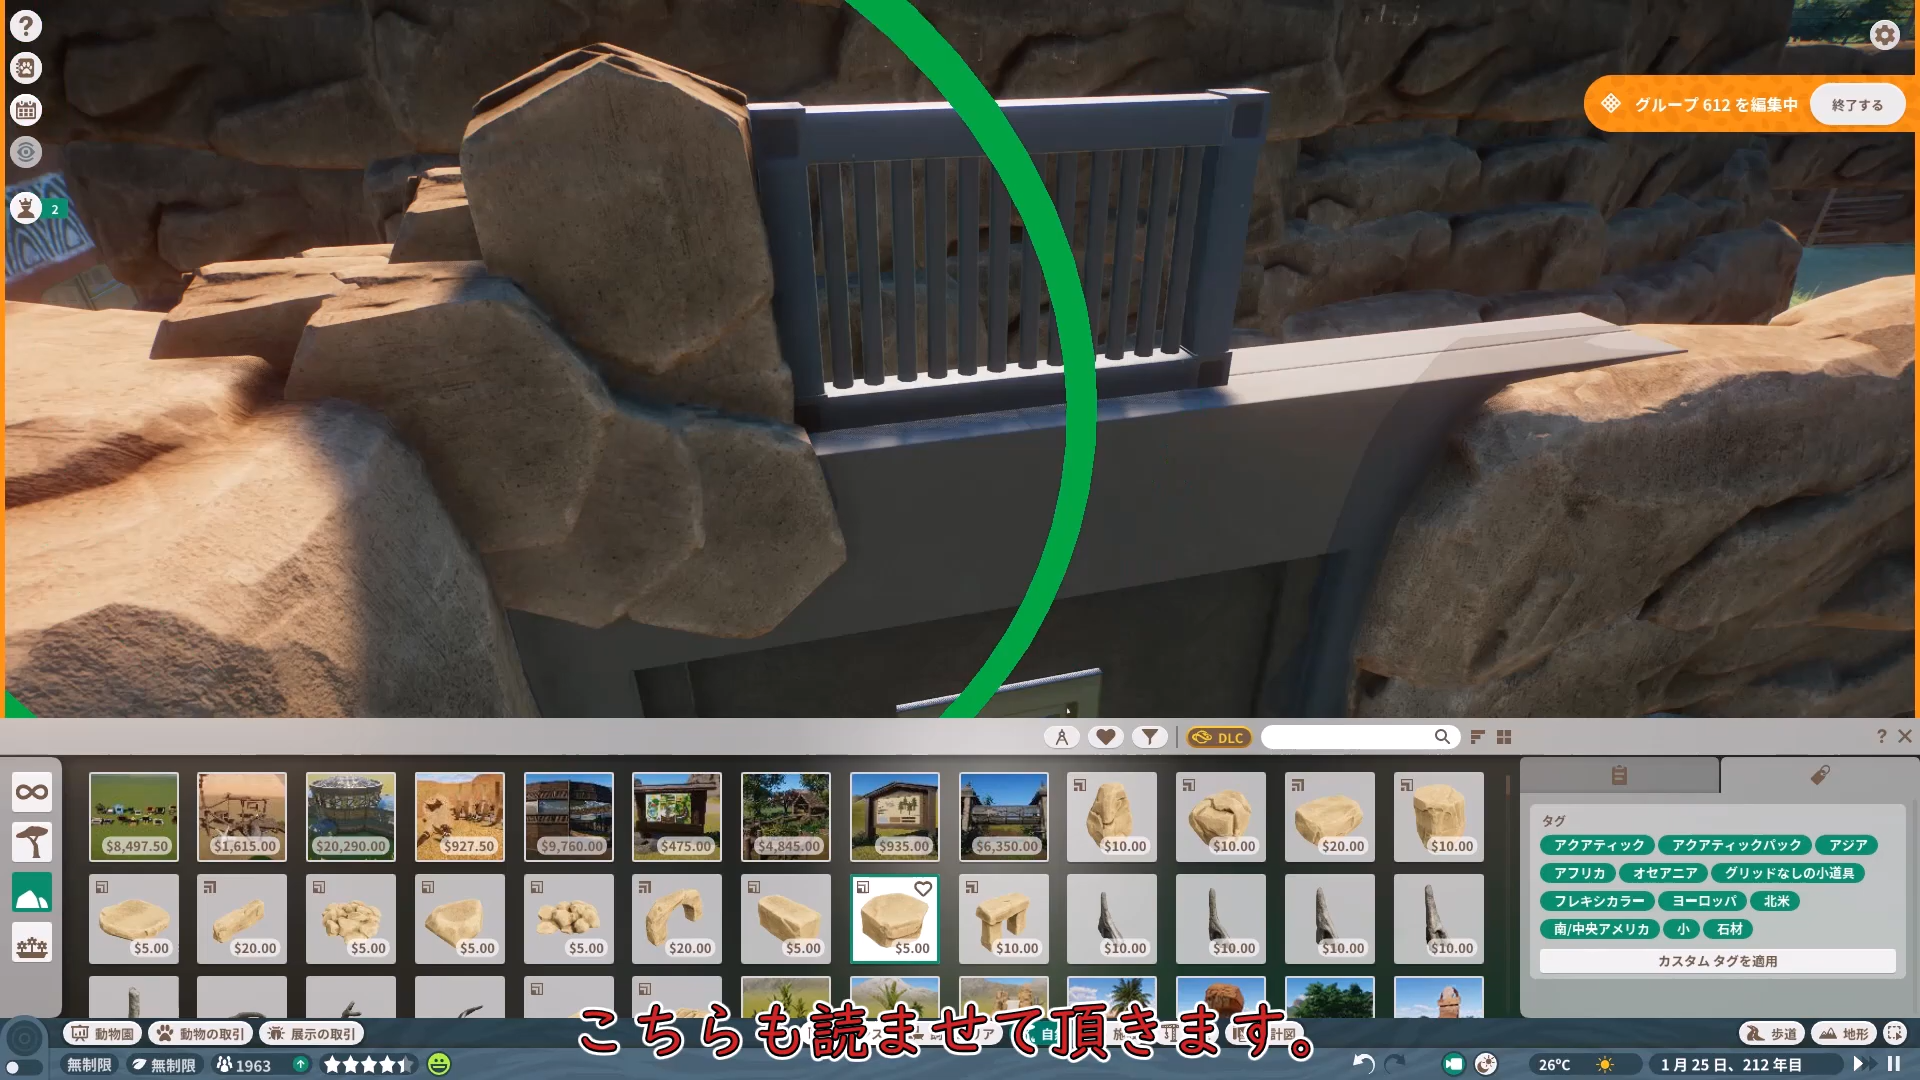 ?
2
グループ 612 を編集中
終了する
DLC
?
$8,497.50
$1,615.00
$20,290.00
$927.50
$9,760.00
$475.00
$4,845.00
$935.00
$6,350.00
$10.00
$10.00
$20.00
$10.00
$5.00
$20.00
$5.00
$5.00
$5.00
$20.00
$5.00
$5.00
$10.00
$10.00
$10.00
$10.00
$10.00
タグ
アクアティック アクアティックパック アジア
アフリカ オセアニア グリッドなしの小道具
フレキシカラー ヨーロッパ 北米
南/中央アメリカ 小 石材
カスタム タグを適用
こちらも読ませて頂きます。
動物園 動物の取引 展示の取引
歩道 地形
無制限 無制限 1963
26°C
1 月 25 日、212 年目